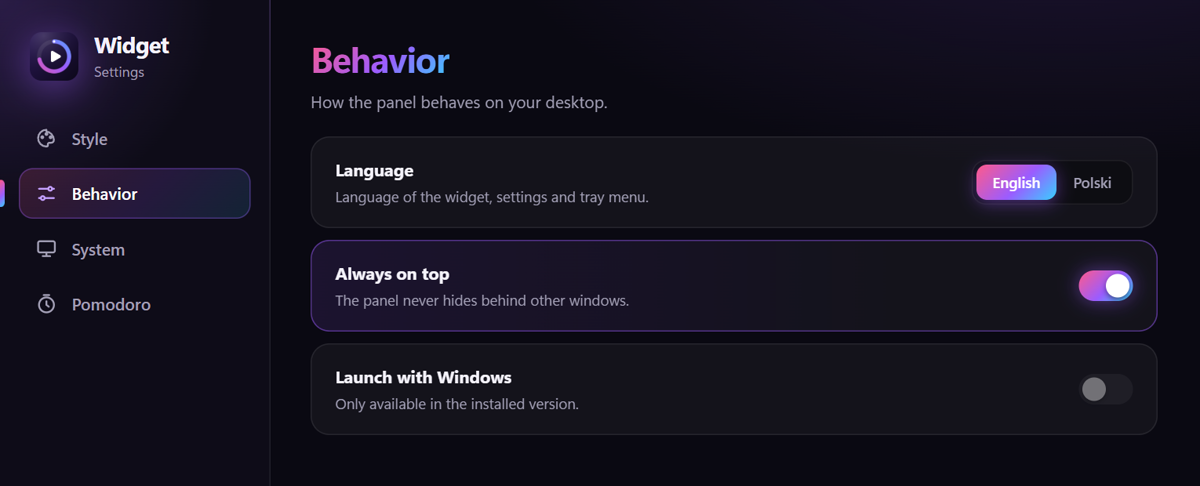 Widget
Settings
Style
Behavior
System
Pomodoro
Behavior
How the panel behaves on your desktop.
Language
Language of the widget, settings and tray menu.
English
Polski
Always on top
The panel never hides behind other windows.
Launch with Windows
Only available in the installed version.